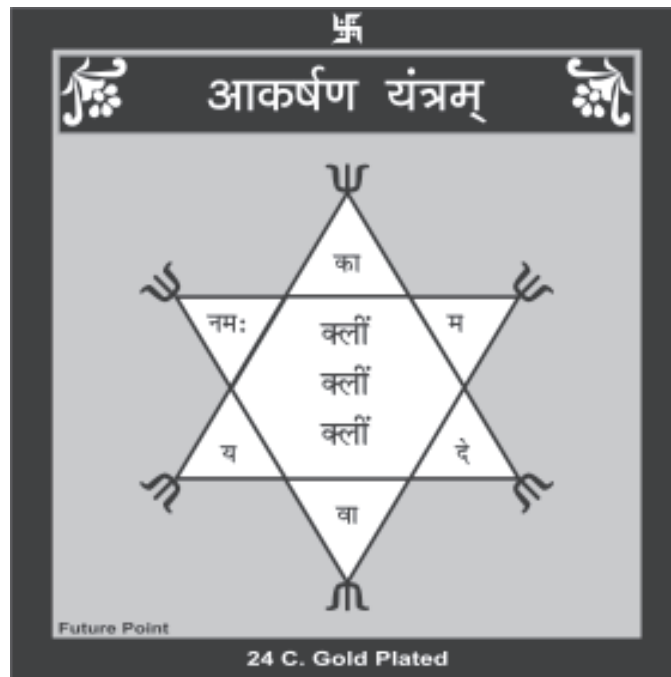 आकर्षण यंत्रम्
का
नमः
म
क्लीं
क्लीं
क्लीं
य
दे
वा
Future Point
24 C. Gold Plated